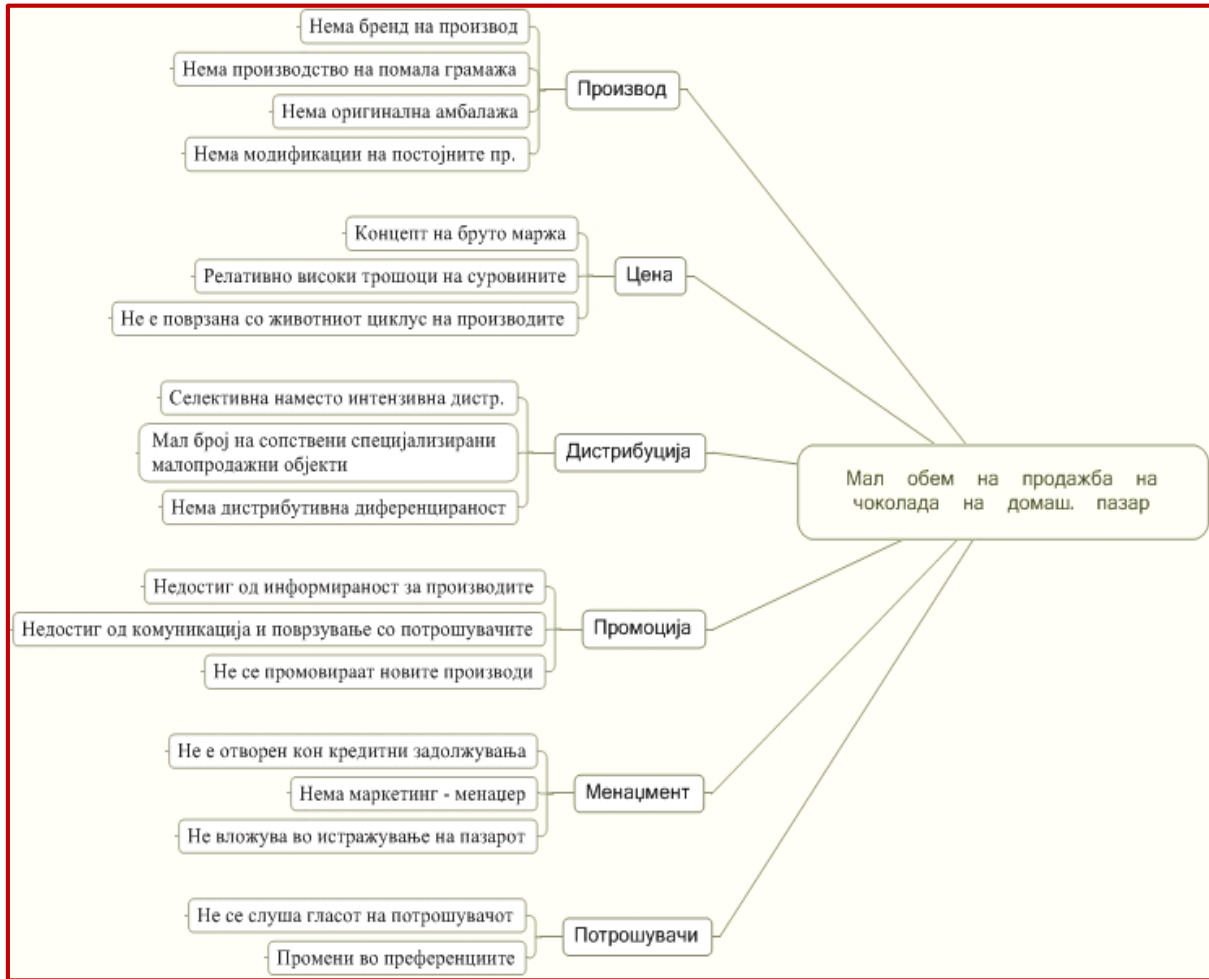 Нема бренд на производ
Нема производство на помала грамажа
Нема оригинална амбалажа
Нема модификации на постојните пр.
Производ
Концепт на бруто маржа
Релативно високи трошоци на суровините
Не е поврзана со животниот циклус на производите
Цена
Селективна наместо интензивна дистр.
Мал број на сопствени специјализирани
малопродажни објекти
Нема дистрибутивна диференцираност
Дистрибуција
Мал обем на продажба на
чоколада на домаш. пазар
Недостиг од информираност за производите
Недостиг од комуникација и поврзување со потрошувачите
Не се промовираат новите производи
Промоција
Не е отворен кон кредитни задолжувања
Нема маркетинг - менаџер
Не вложува во истражување на пазарот
Менаџмент
Не се слуша гласот на потрошувачот
Промени во преференциите
Потрошувачи